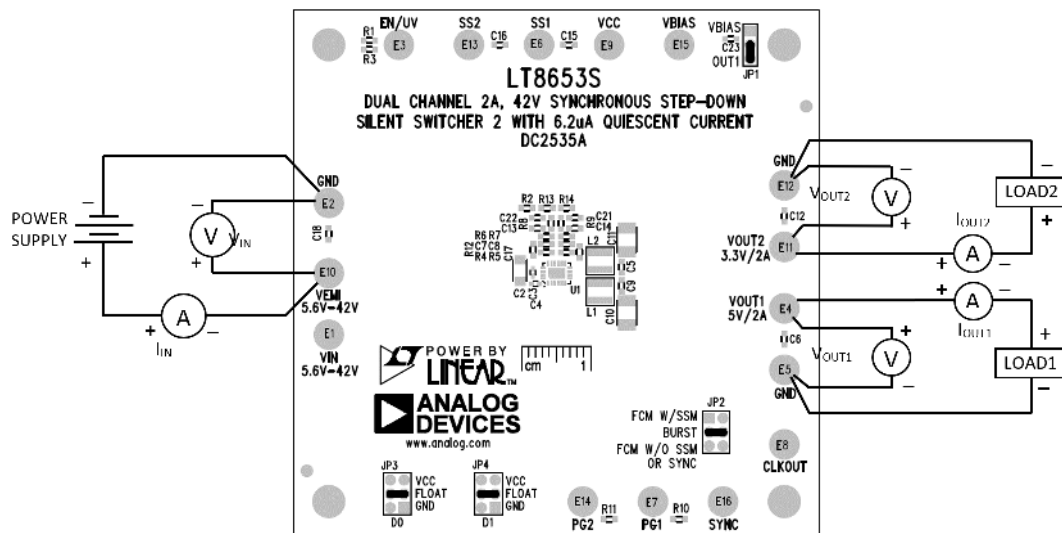 EN/UV SS2 SS1 VCC VBIAS
R1
R3
E3 E13 C16 E6 C15 E9 E15
VBIAS
C23
OUT1
JP1
LT8653S
DUAL CHANNEL 2A, 42V SYNCHRONOUS STEP-DOWN
SILENT SWITCHER 2 WITH 6.2uA QUIESCENT CURRENT
DC2535A
GND
E2
−
POWER
SUPPLY
+
−
V
VIN
+
C18
E10
VEMI
5.6V-42V
+ A −
IIN
E1
VIN
5.6V-42V
R2 R13 R14
C22
C13
R8
R9
C21
C14
C11
R12
R6 R7
C7 C8
R4 R5
C17
L2
C5
C2
C3
C4
U1
L1
C9
C10
GND
E12
−
VOUT2
V
+
C12
E11
VOUT2
3.3V/2A
−
LOAD2
+
IOUT2
+ A −
VOUT1
5V/2A
E4
+ A −
IOUT1
C6
VOUT1
+
V
−
E5
GND
+
LOAD1
−
POWER BY
LINEAR™
cm 1
ANALOG
DEVICES
www.analog.com
JP2
FCM W/SSM
BURST
FCM W/O SSM
OR SYNC
E8
CLKOUT
JP3
VCC
FLOAT
GND
D0
JP4
VCC
FLOAT
GND
D1
E14 R11 E7 R10 E16
PG2 PG1 SYNC